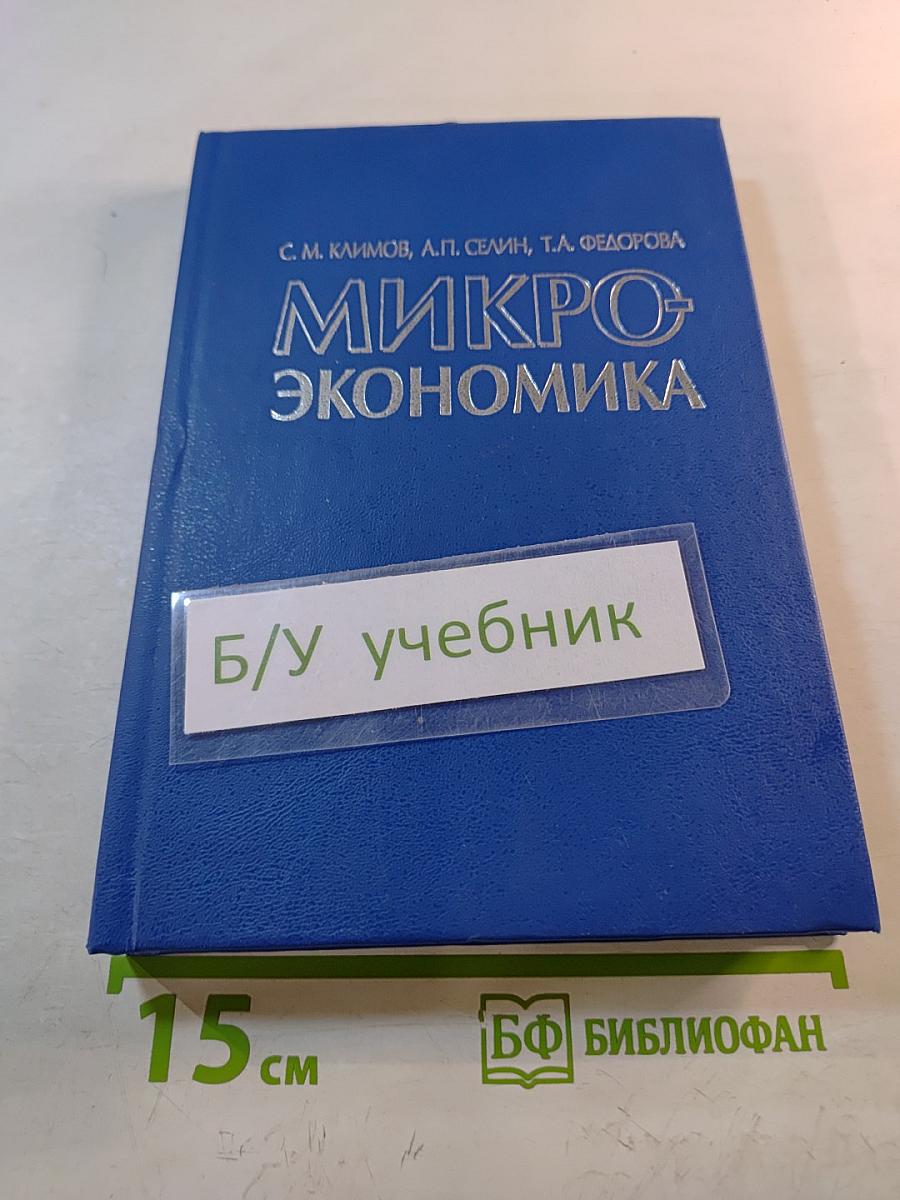 С. М. КЛИМОВ, А.П. СЕЛИН, Т.А. ФЕДОРОВА
МИКРО-
ЭКОНОМИКА
Б/У учебник
15 см
БФ БИБЛИОФАН